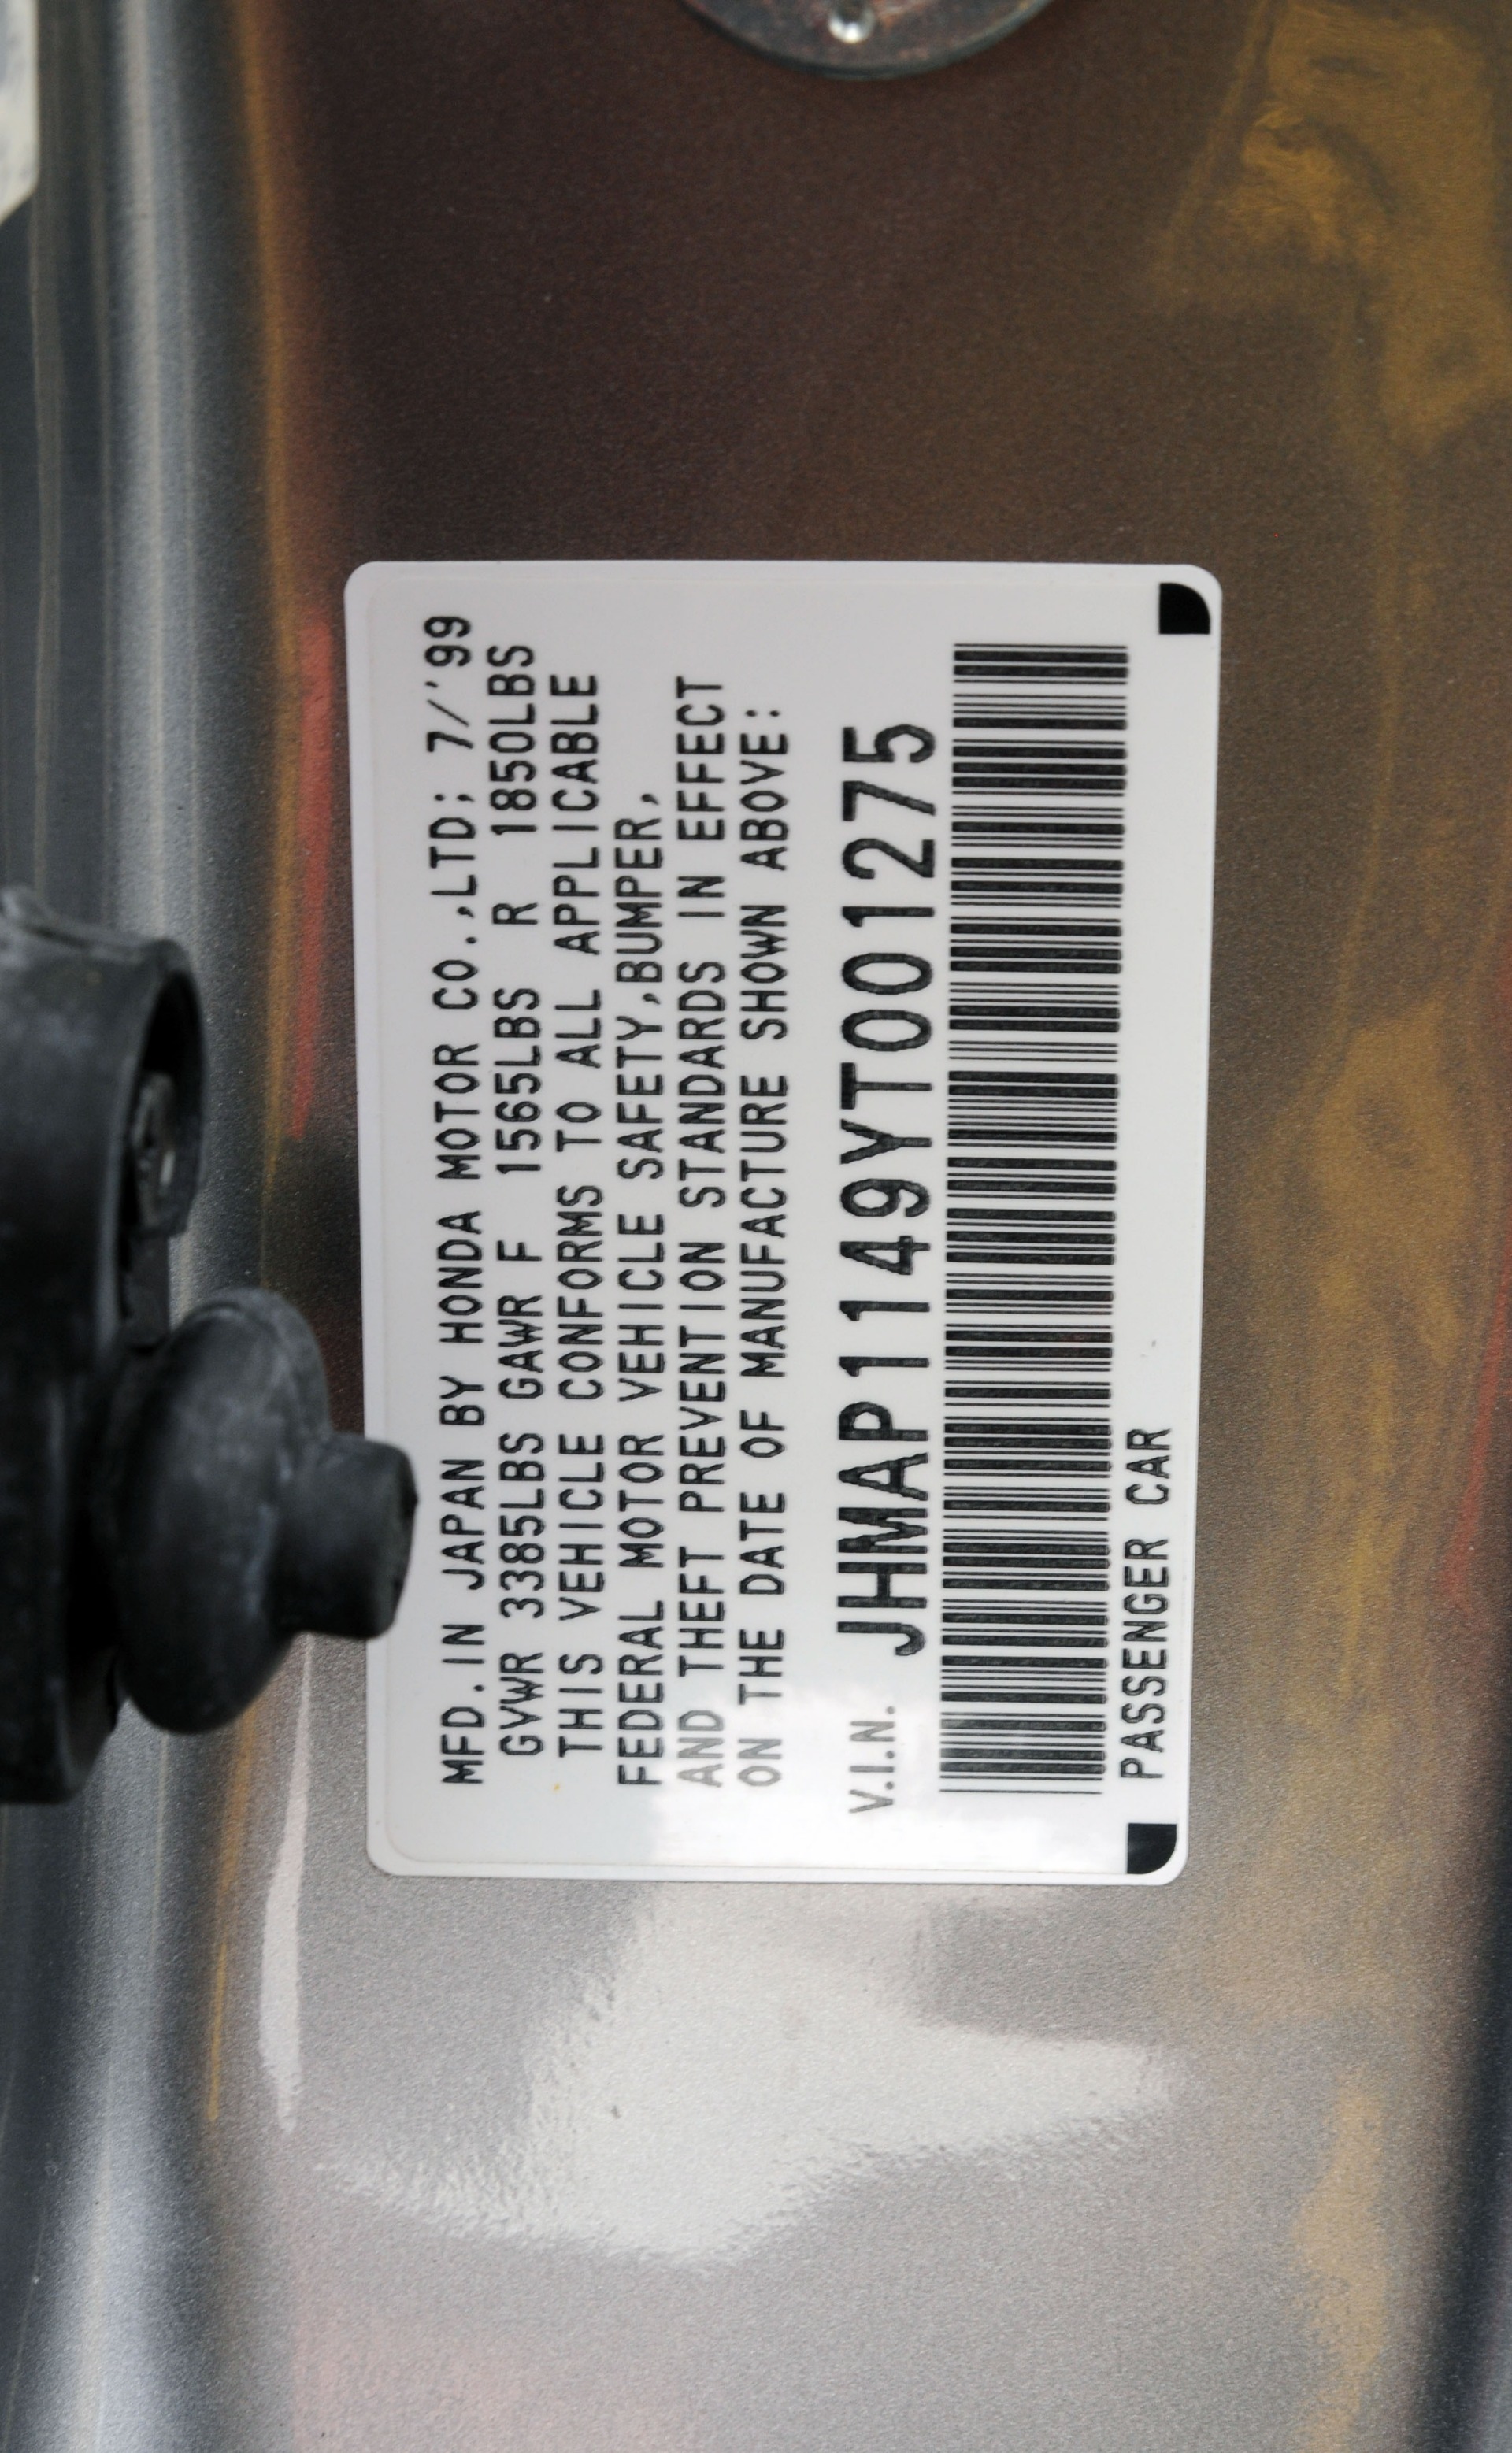 MFD. IN JAPAN BY HONDA MOTOR CO.,LTD; 7/'99
GVWR 3385LBS GAWR F 1565LBS R 1850LBS
THIS VEHICLE CONFORMS TO ALL APPLICABLE
FEDERAL MOTOR VEHICLE SAFETY,BUMPER,
AND THEFT PREVENTION STANDARDS IN EFFECT
ON THE DATE OF MANUFACTURE SHOWN ABOVE:
V.I.N. JHMAP1149YT001275
PASSENGER CAR